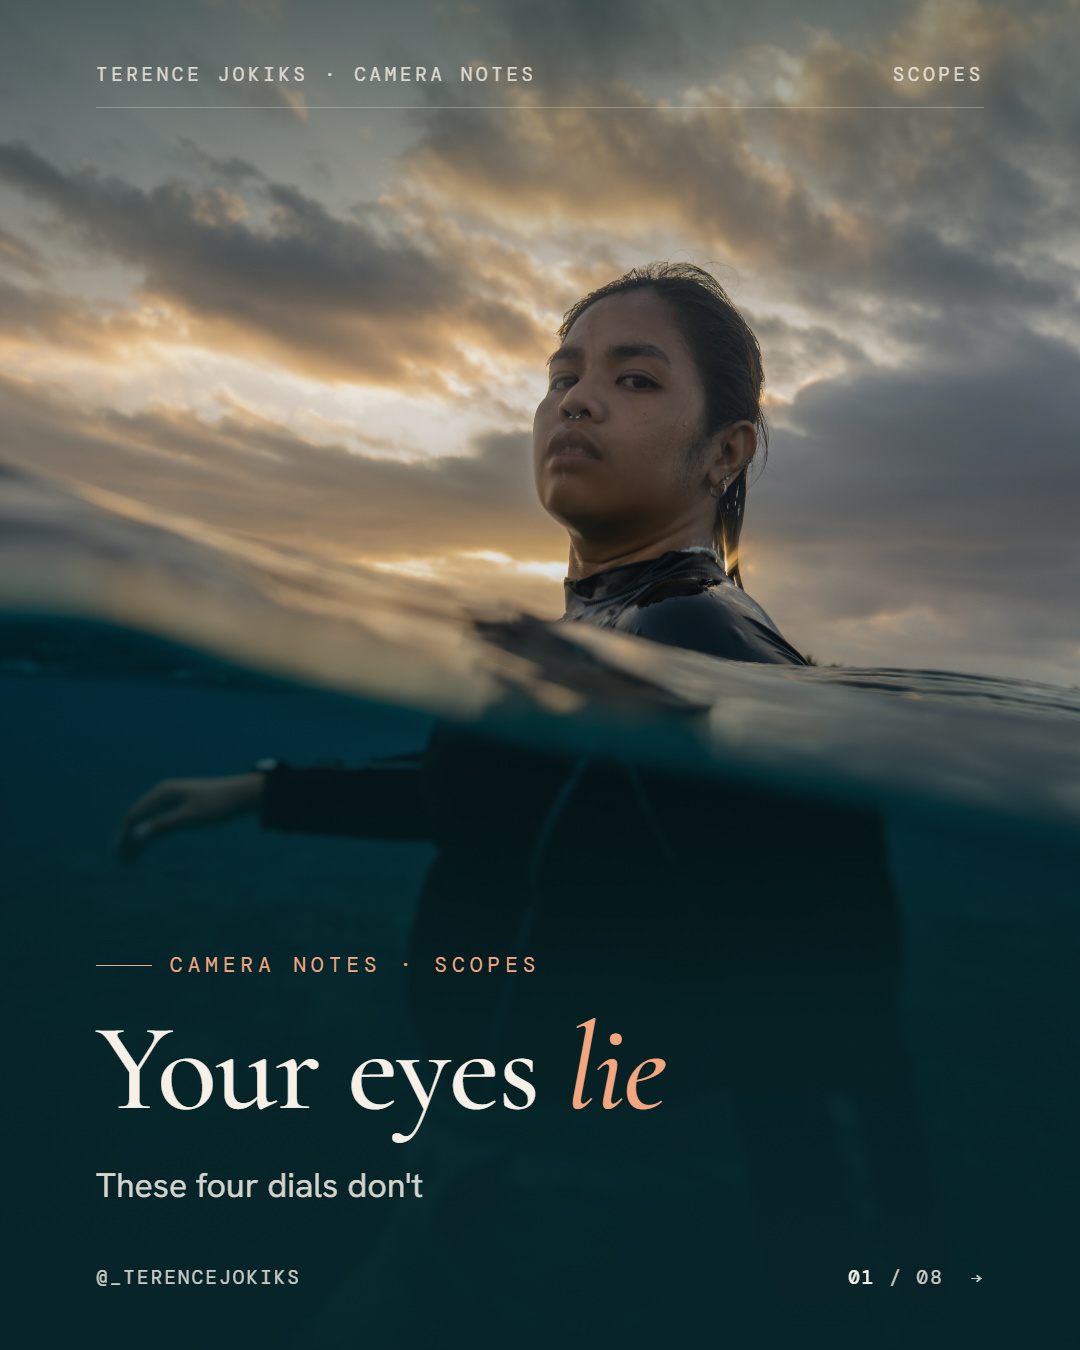 TERENCE JOKIKS · CAMERA NOTES
SCOPES
CAMERA NOTES · SCOPES
Your eyes lie
These four dials don't
@_TERENCEJOKIKS
01 / 08 →